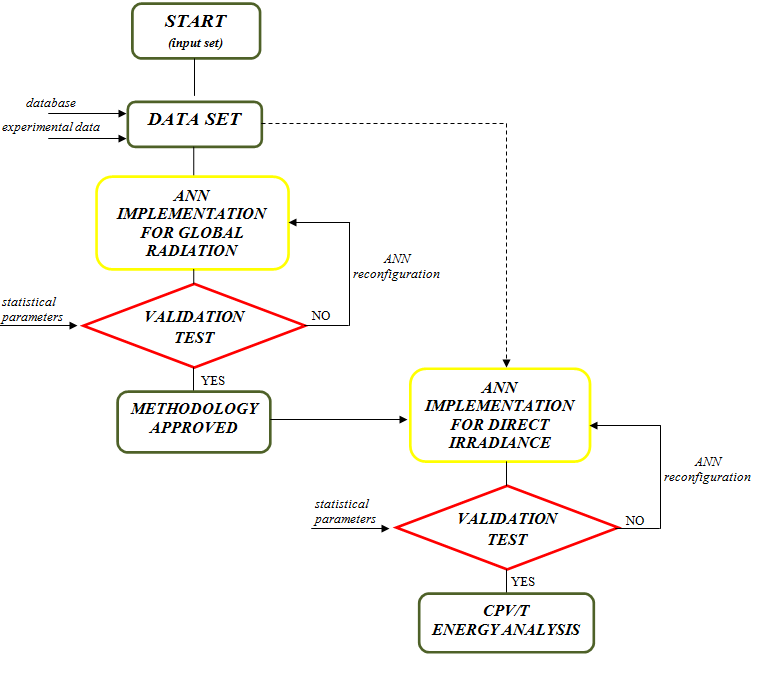 START
(input set)
database
experimental data
DATA SET
ANN
IMPLEMENTATION
FOR GLOBAL
RADIATION
ANN
reconfiguration
statistical
parameters
VALIDATION
TEST
NO
YES
METHODOLOGY
APPROVED
ANN
IMPLEMENTATION
FOR DIRECT
IRRADIANCE
ANN
reconfiguration
statistical
parameters
VALIDATION
TEST
NO
YES
CPV/T
ENERGY ANALYSIS